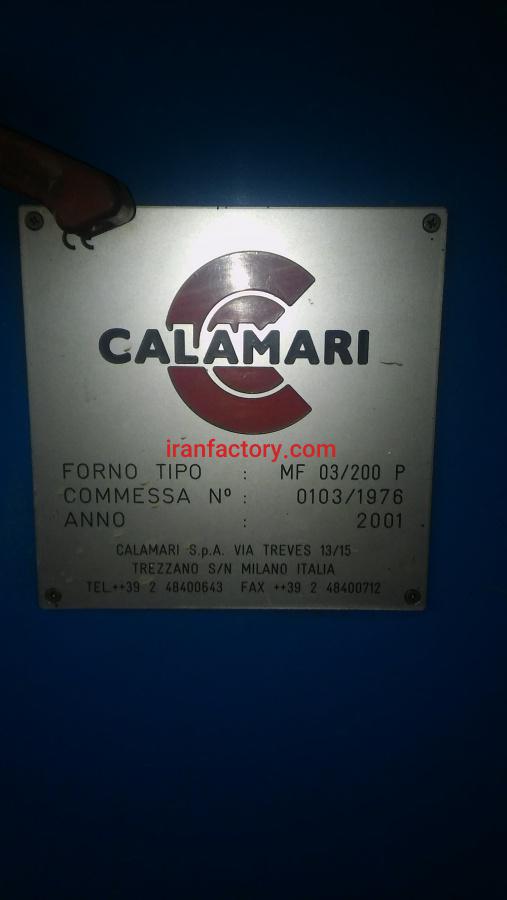 CALAMARI
iranfactory.com
FORNO TIPO : MF 03/200 P
COMMESSA Nº : 0103/1976
ANNO : 2001
CALAMARI S.p.A. VIA TREVES 13/15
TREZZANO S/N MILANO ITALIA
TEL.++39 2 48400643 FAX ++39 2 48400712